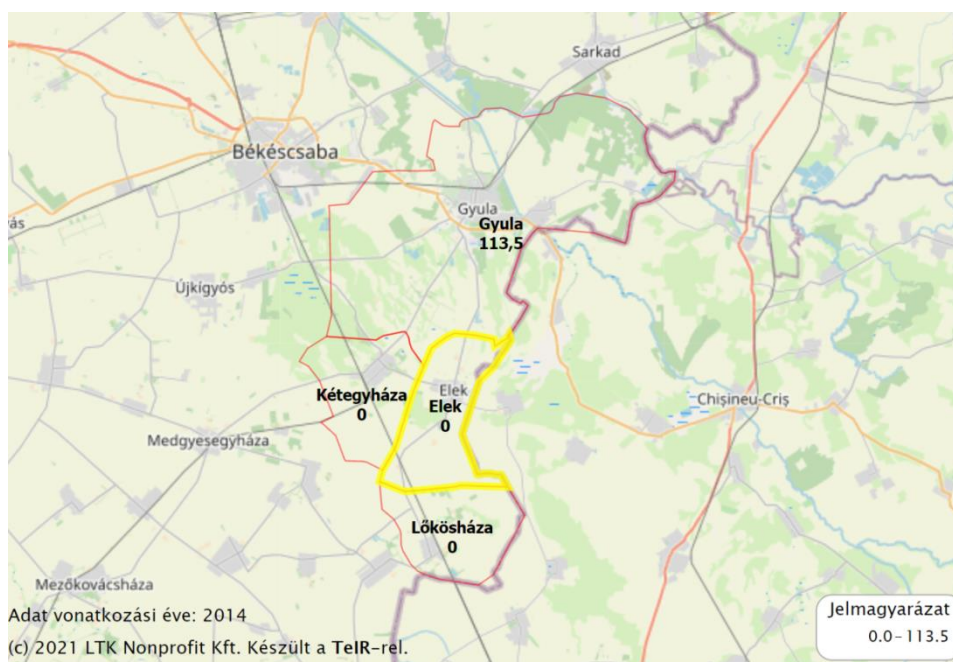 Sarkad
Békéscsaba
Gyula
Gyula
113,5
ás
Újkígyós
Kétegyháza
0
Elek
Elek
0
Chișineu-Criș
Medgyesegyháza
Lőkösháza
0
Mezőkovácsháza
Adat vonatkozási éve: 2014
(c) 2021 LTK Nonprofit Kft. Készült a TeIR-rel.
Jelmagyarázat
0.0-113.5